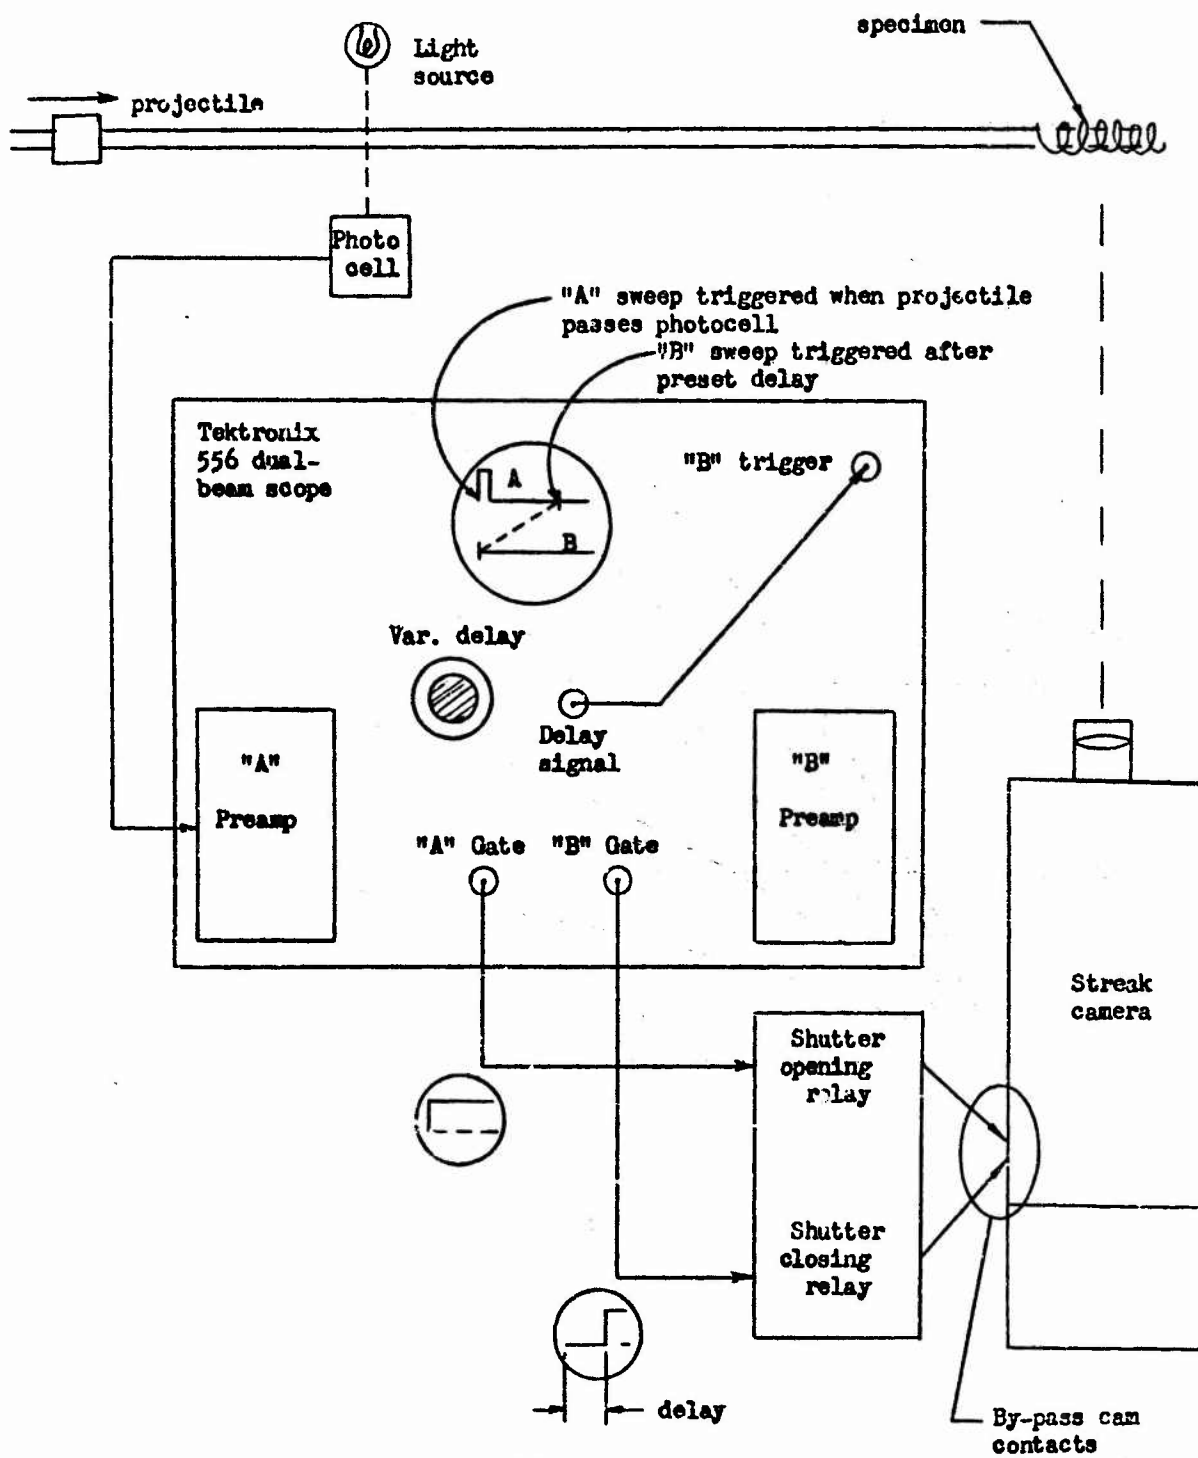 specimen
Light
source
projectile
Photo
cell
"A" sweep triggered when projectile
passes photocell
"B" sweep triggered after
preset delay
Tektronix
556 dual-
beam scope
"B" trigger
A
B
Var. delay
Delay
signal
"A"
Preamp
"B"
Preamp
"A" Gate
"B" Gate
Streak
camera
Shutter
opening
relay
Shutter
closing
relay
delay
By-pass cam
contacts